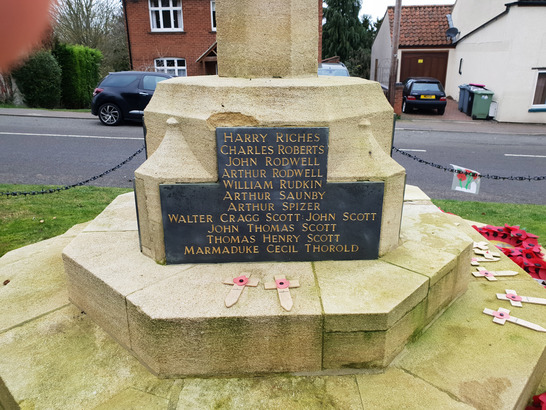 HARRY RICHES
CHARLES ROBERTS
JOHN RODWELL
ARTHUR RODWELL
WILLIAM RUDKIN
ARTHUR SAUNBY
ARTHUR SPIZER
WALTER CRAGG SCOTT JOHN SCOTT
JOHN THOMAS SCOTT
THOMAS HENRY SCOTT
MARMADUKE CECIL THOROLD